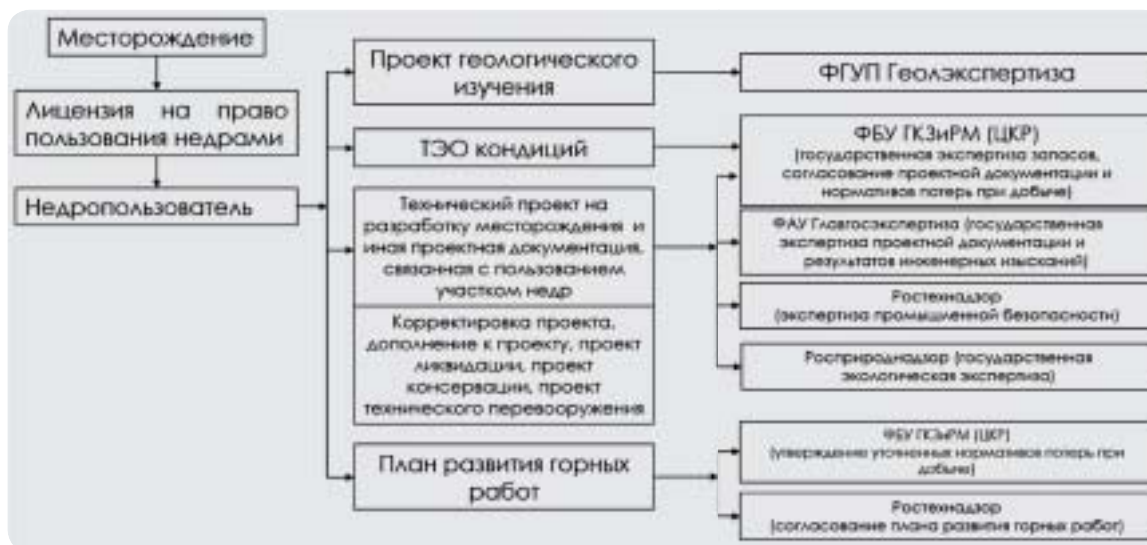 Месторождение
Лицензия на право
пользования недрами
Недропользователь
Проект геологического
изучения
ТЭО кондиций
Технический проект на
разработку месторождения и
иная проектная документация,
связанная с пользованием
участком недр
Корректировка проекта,
дополнение к проекту, проект
ликвидации, проект
консервации, проект
технического перевооружения
План развития горных
работ
ФГУП Геолэкспертиза
ФБУ ГКЗиРМ (ЦКР)
(государственная экспертиза запасов,
согласование проектной документации и
нормативов потерь при добыче)
ФАУ Главгосэкспертиза (государственная
экспертиза проектной документации и
результатов инженерных изысканий)
Ростехнадзор
(экспертиза промышленной безопасности)
Росприроднадзор (государственная
экологическая экспертиза)
ФБУ ГКЗиРМ (ЦКР)
(утверждение уточненных нормативов потерь при
добыче)
Ростехнадзор
(согласование плана развития горных работ)